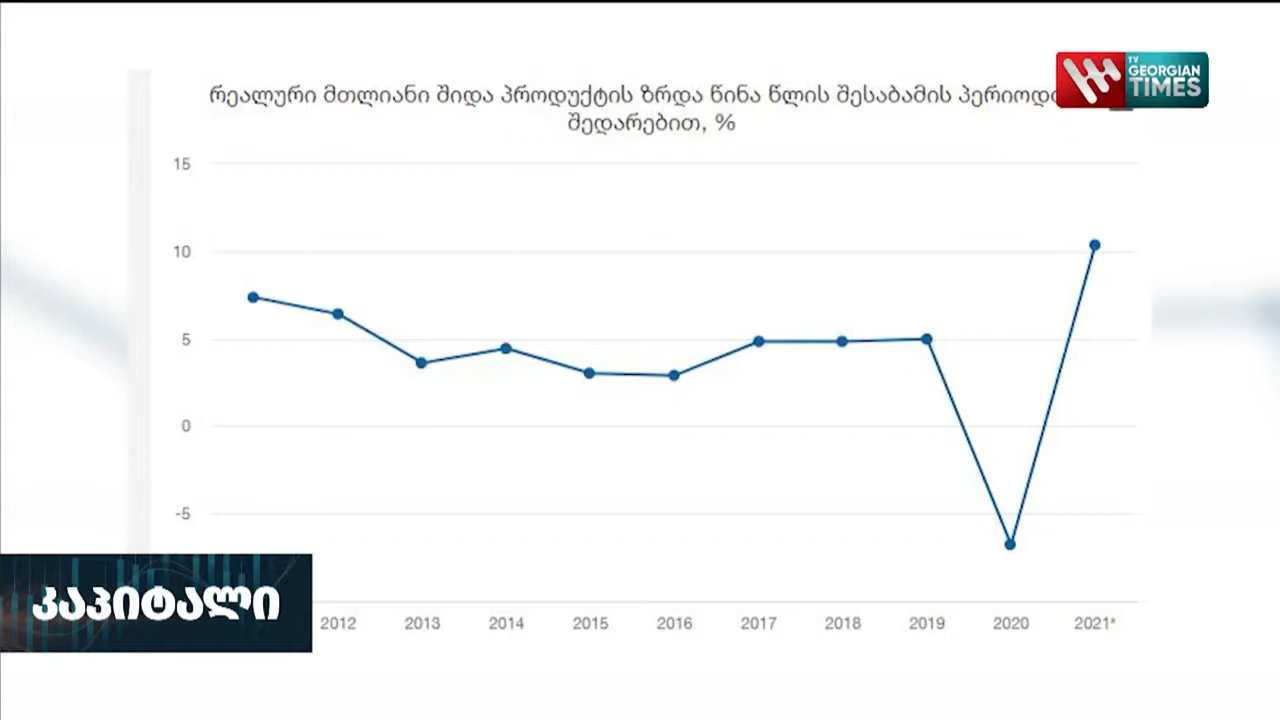 TV
GEORGIAN
TIMES
რეალური მთლიანი შიდა პროდუქტის ზრდა წინა წლის შესაბამის
შედარებით, %
15
10
5
0
-5
კაპიტალი
2012 2013 2014 2015 2016 2017 2018 2019 2020 2021*